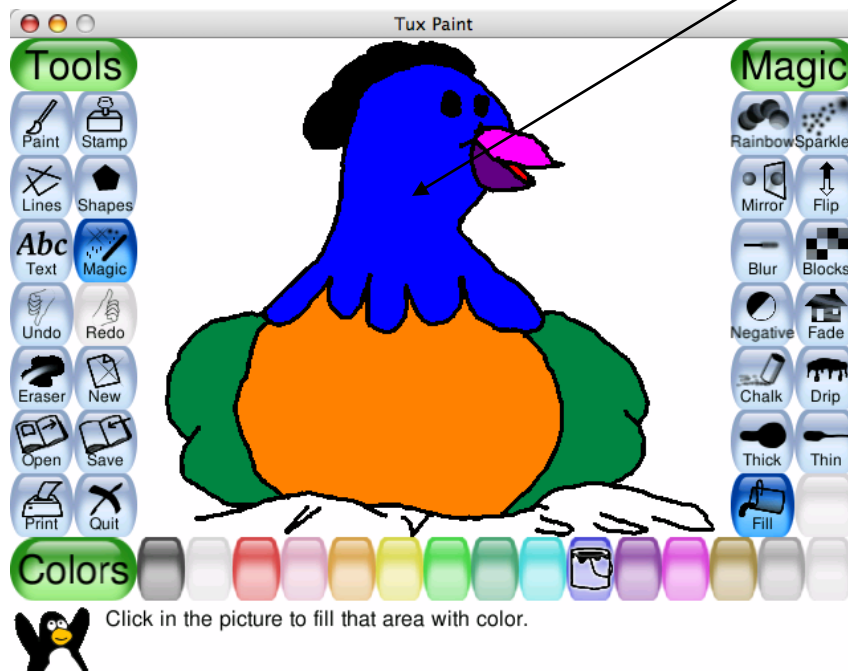 Tux Paint
Tools
Magic
Paint
Stamp
Rainbow
Sparkle
Lines
Shapes
Mirror
Flip
Abc
Text
Magic
Blur
Blocks
Undo
Redo
Negative
Fade
Eraser
New
Chalk
Drip
Open
Save
Thick
Thin
Print
Quit
Fill
Colors
Click in the picture to fill that area with color.